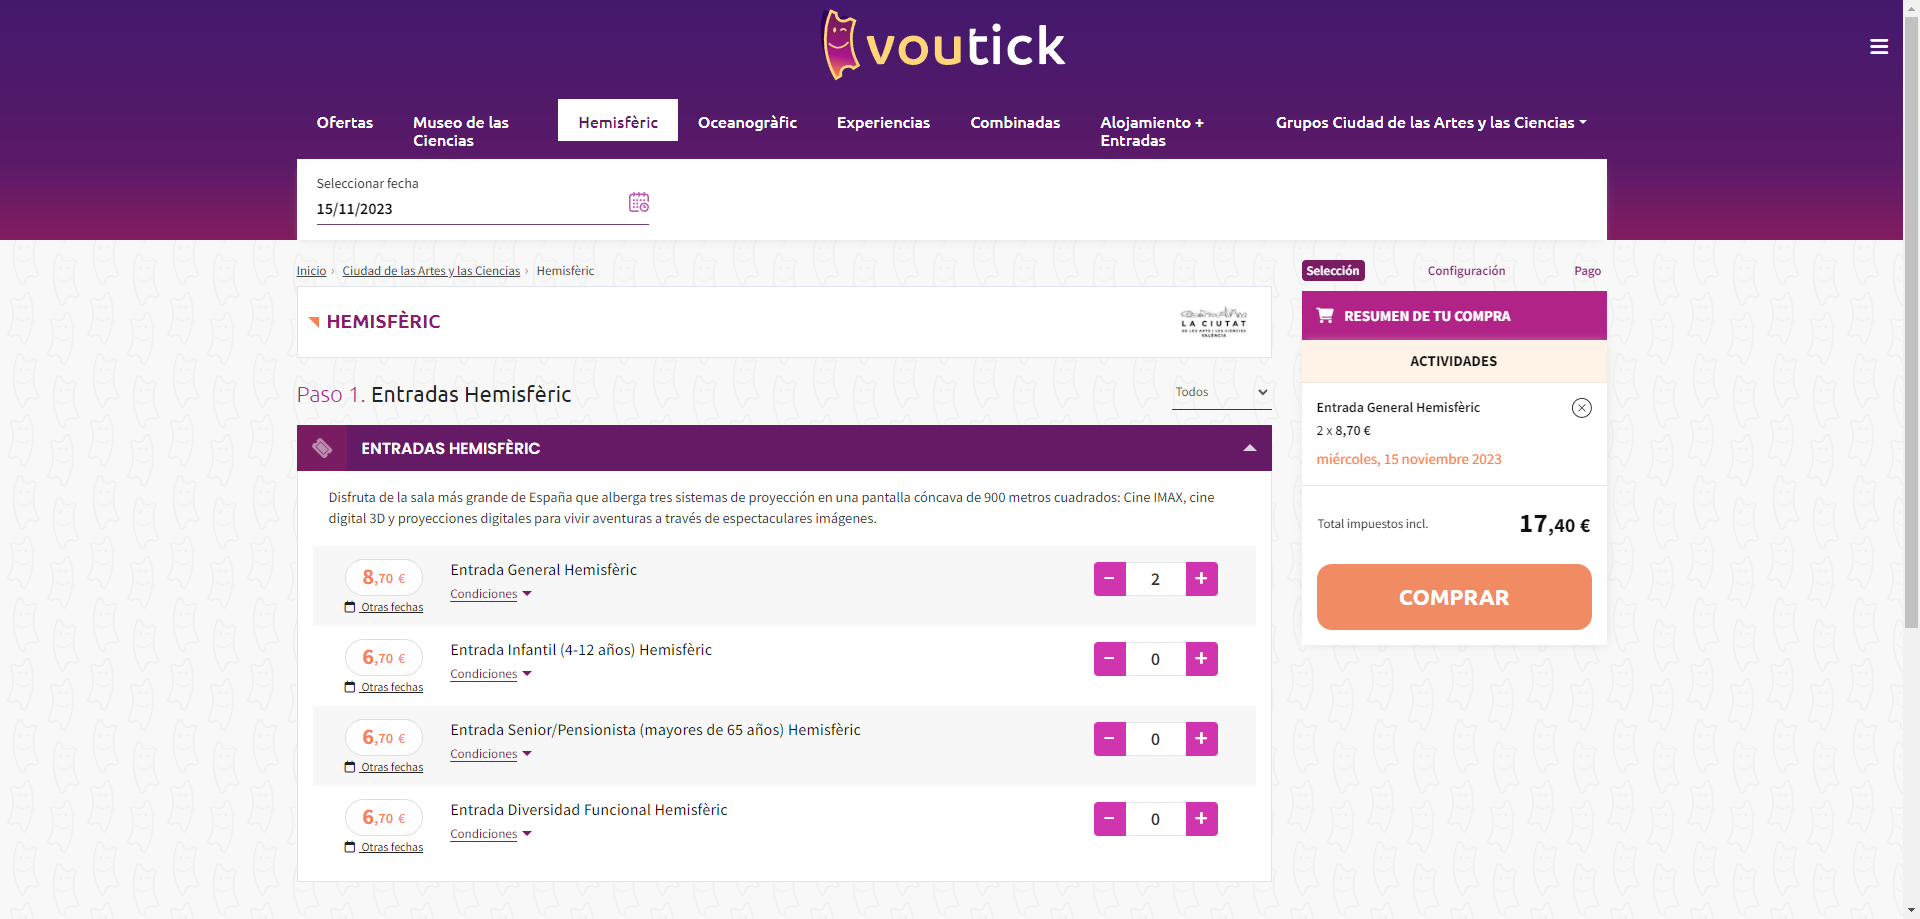 voutick
Ofertas
Museo de las
Ciencias
Hemisfèric
Oceanogràfic
Experiencias
Combinadas
Alojamiento +
Entradas
Grupos Ciudad de las Artes y las Ciencias
Seleccionar fecha
15/11/2023
Inicio › Ciudad de las Artes y las Ciencias › Hemisfèric
HEMISFÈRIC
LA CIUTAT
DE LES ARTS I LES CIÈNCIES
VALÈNCIA
Paso 1. Entradas Hemisfèric
Todos
ENTRADAS HEMISFÈRIC
Disfruta de la sala más grande de España que alberga tres sistemas de proyección en una pantalla cóncava de 900 metros cuadrados: Cine IMAX, cine
digital 3D y proyecciones digitales para vivir aventuras a través de espectaculares imágenes.
8,70 €
Otras fechas
Entrada General Hemisfèric
Condiciones
− 2 +
6,70 €
Otras fechas
Entrada Infantil (4-12 años) Hemisfèric
Condiciones
− 0 +
6,70 €
Otras fechas
Entrada Senior/Pensionista (mayores de 65 años) Hemisfèric
Condiciones
− 0 +
6,70 €
Otras fechas
Entrada Diversidad Funcional Hemisfèric
Condiciones
− 0 +
Selección
Configuración
Pago
RESUMEN DE TU COMPRA
ACTIVIDADES
Entrada General Hemisfèric
2 x 8,70 €
miércoles, 15 noviembre 2023
Total impuestos incl.
17,40 €
COMPRAR